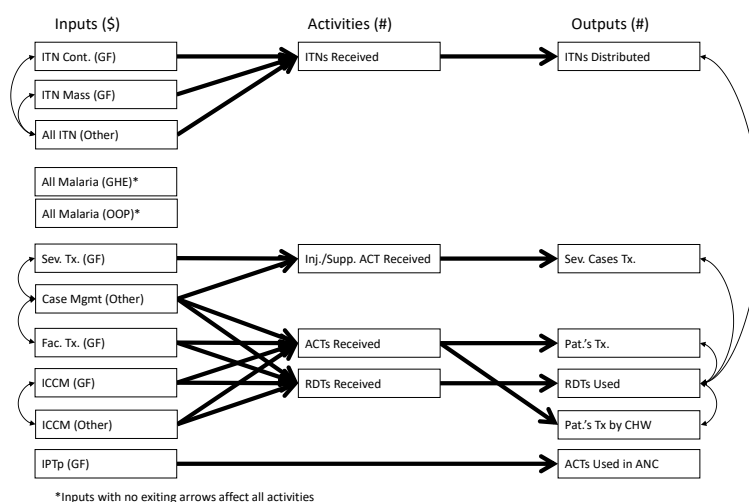 Inputs ($)
Activities (#)
Outputs (#)
ITN Cont. (GF)
ITNs Received
ITNs Distributed
ITN Mass (GF)
All ITN (Other)
All Malaria (GHE)*
All Malaria (OOP)*
Sev. Tx. (GF)
Inj./Supp. ACT Received
Sev. Cases Tx.
Case Mgmt (Other)
Fac. Tx. (GF)
ACTs Received
Pat.'s Tx.
ICCM (GF)
RDTs Received
RDTs Used
ICCM (Other)
Pat.'s Tx by CHW
IPTp (GF)
ACTs Used in ANC
*Inputs with no exiting arrows affect all activities